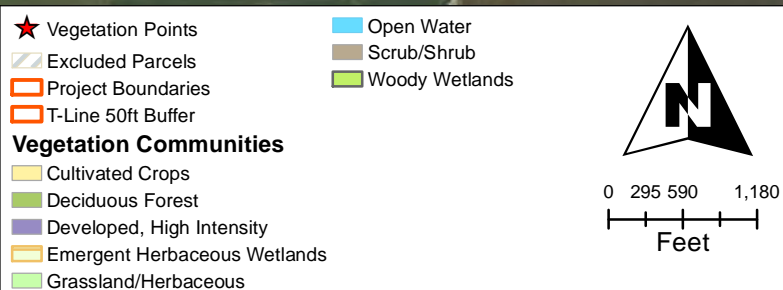 Vegetation Points
Excluded Parcels
Project Boundaries
T-Line 50ft Buffer
Vegetation Communities
Cultivated Crops
Deciduous Forest
Developed, High Intensity
Emergent Herbaceous Wetlands
Grassland/Herbaceous
Open Water
Scrub/Shrub
Woody Wetlands
N
0 295 590 1,180
Feet